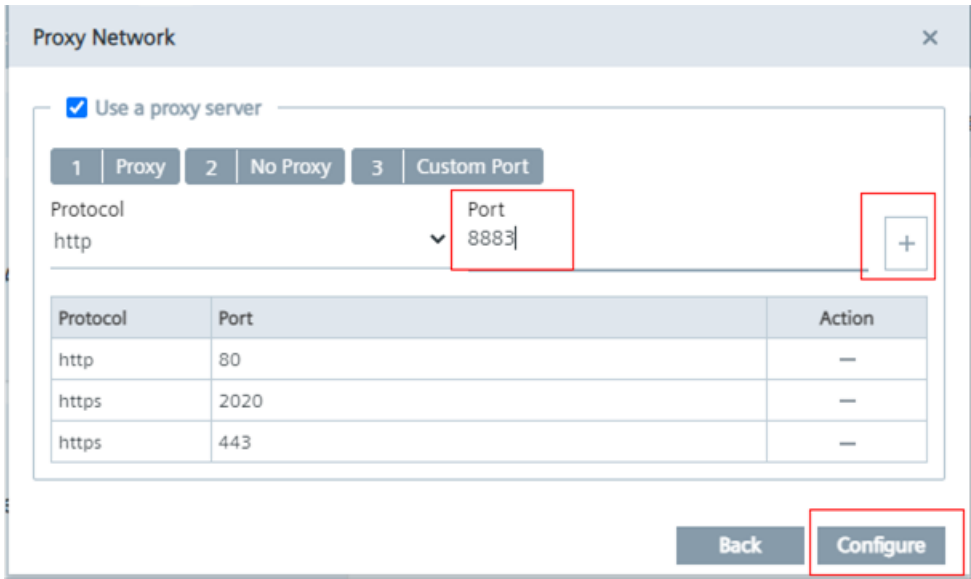 Proxy Network
Use a proxy server
1 Proxy 2 No Proxy 3 Custom Port
Protocol Port
http 8883
+
Protocol Port Action
http 80 —
https 2020 —
https 443 —
Back Configure